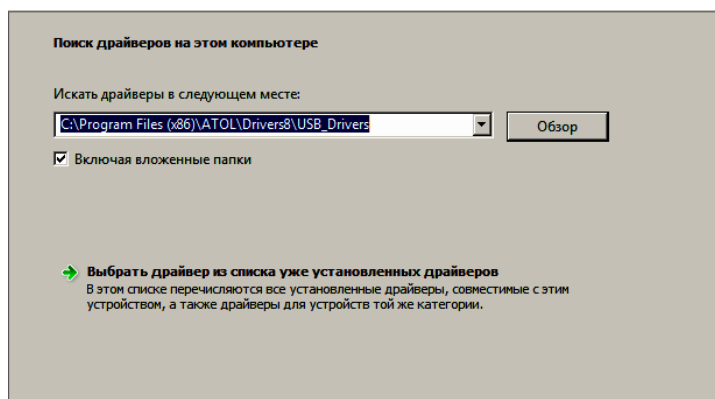 Поиск драйверов на этом компьютере
Искать драйверы в следующем месте:
C:\Program Files (x86)\ATOL\Drivers8\USB_Drivers
Обзор
Включая вложенные папки
Выбрать драйвер из списка уже установленных драйверов
В этом списке перечисляются все установленные драйверы, совместимые с этим
устройством, а также драйверы для устройств той же категории.